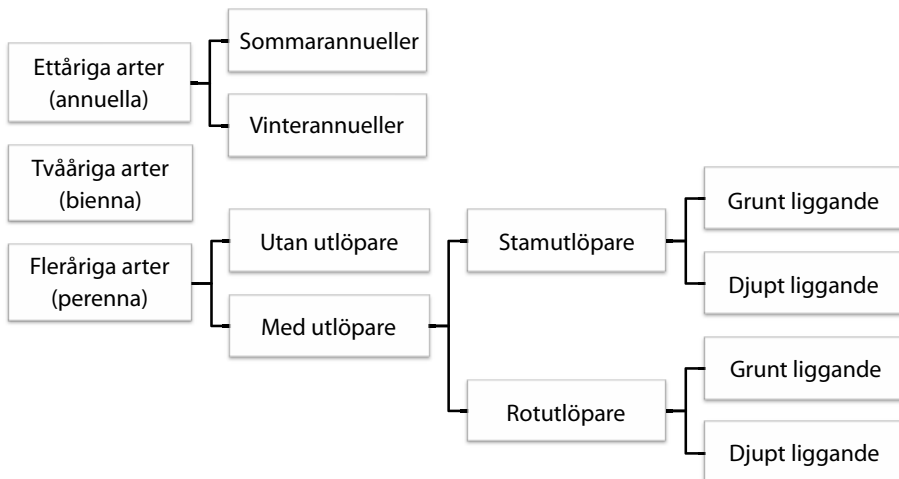 Ettåriga arter
(annuella)
Sommarannueller
Vinterannueller
Tvååriga arter
(bienna)
Fleråriga arter
(perenna)
Utan utlöpare
Med utlöpare
Stamutlöpare
Grunt liggande
Djupt liggande
Rotutlöpare
Grunt liggande
Djupt liggande